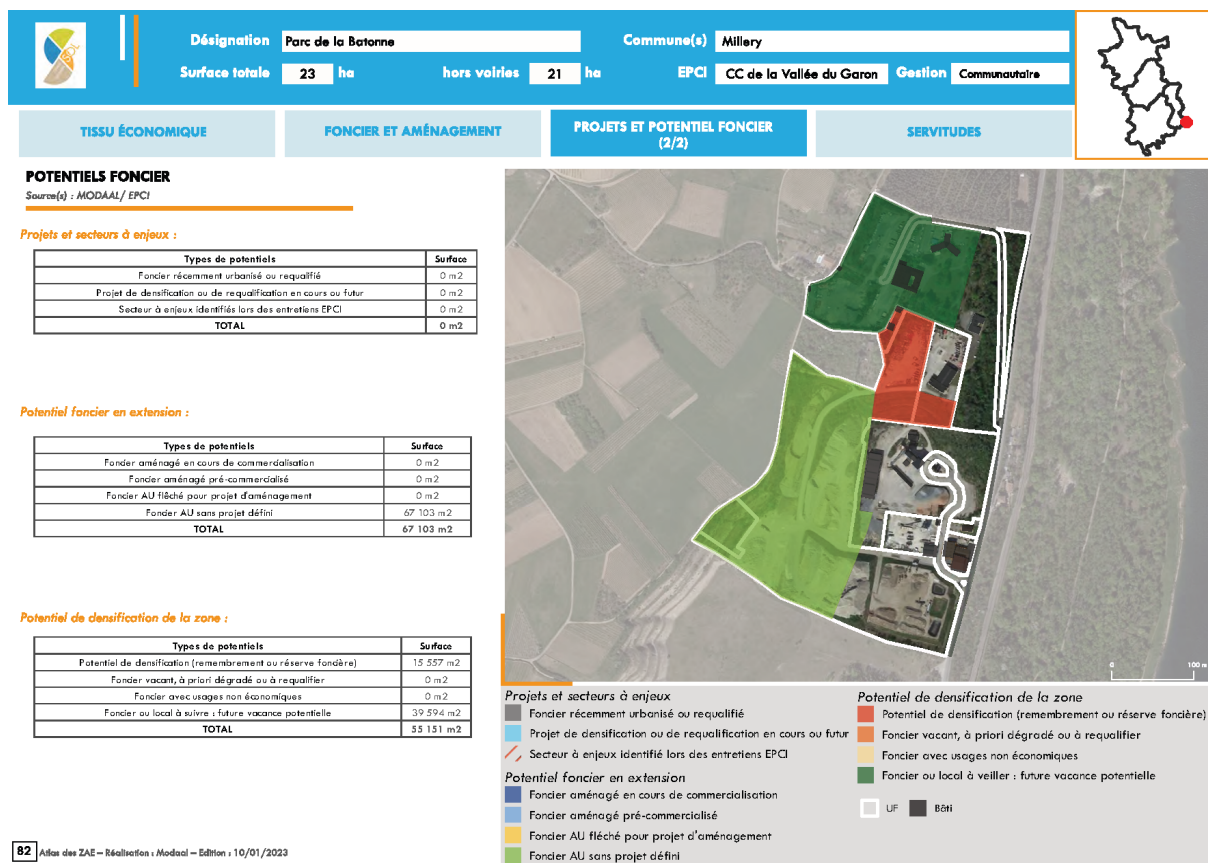 Désignation Parc de la Batonne Commune(s) Millery
Surface totale 23 ha hors voiries 21 ha EPCI CC de la Vallée du Garon Gestion Communautaire
TISSU ÉCONOMIQUE
FONCIER ET AMÉNAGEMENT
PROJETS ET POTENTIEL FONCIER
(2/2)
SERVITUDES
POTENTIELS FONCIER
Source(s) : MODAAL/ EPCI
Projets et secteurs à enjeux :
Types de potentiels Surface
Foncier récemment urbanisé ou requalifié 0 m2
Projet de densification ou de requalification en cours ou futur 0 m2
Secteur à enjeux identifiés lors des entretiens EPCI 0 m2
TOTAL 0 m2
Potentiel foncier en extension :
Types de potentiels Surface
Foncier aménagé en cours de commercialisation 0 m2
Foncier aménagé pré-commercialisé 0 m2
Foncier AU flêché pour projet d'aménagement 0 m2
Foncier AU sans projet défini 67 103 m2
TOTAL 67 103 m2
Potentiel de densification de la zone :
Types de potentiels Surface
Potentiel de densification (remembrement ou réserve foncière) 15 557 m2
Foncier vacant, à priori dégradé ou à requalifier 0 m2
Foncier avec usages non économiques 0 m2
Foncier ou local à suivre : future vacance potentielle 39 594 m2
TOTAL 55 151 m2
0 100 m
Projets et secteurs à enjeux
Foncier récemment urbanisé ou requalifié
Projet de densification ou de requalification en cours ou futur
Secteur à enjeux identifié lors des entretiens EPCI
Potentiel foncier en extension
Foncier aménagé en cours de commercialisation
Foncier aménagé pré-commercialisé
Foncier AU fléché pour projet d'aménagement
Foncier AU sans projet défini
Potentiel de densification de la zone
Potentiel de densification (remembrement ou réserve foncière)
Foncier vacant, à priori dégradé ou à requalifier
Foncier avec usages non économiques
Foncier ou local à veiller : future vacance potentielle
UF Bâti
82 Atlas des ZAE – Réalisation : Modaal – Edition : 10/01/2023